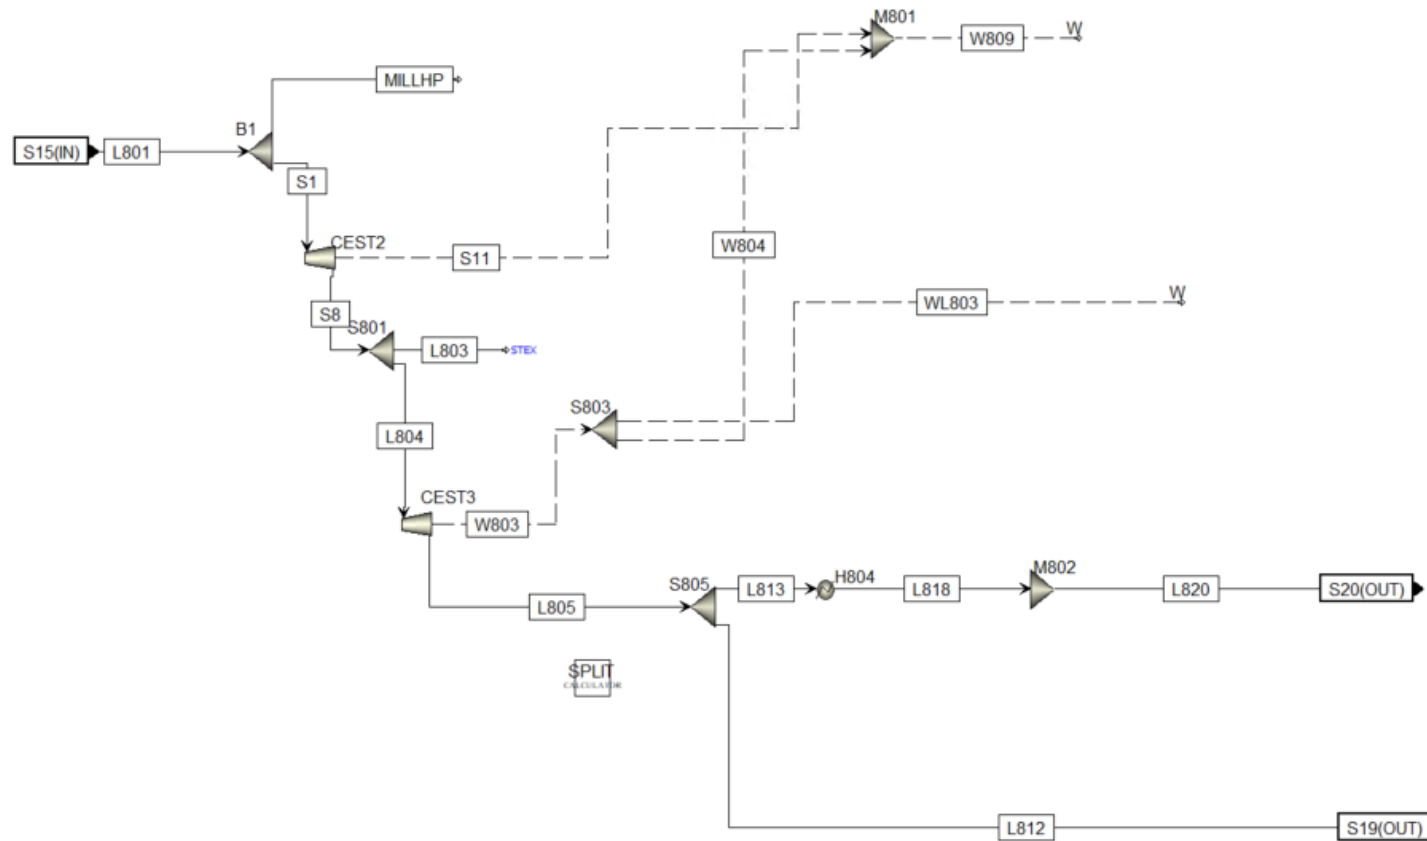 M801
W
W809
MILLHP
B1
S15(IN)
L801
S1
CEST2
S11
W804
W
WL803
S8
S801
L803
STEX
S803
L804
CEST3
W803
S805
L813
H804
L818
M802
L820
S20(OUT)
L805
SPLIT
CALCULATOR
L812
S19(OUT)